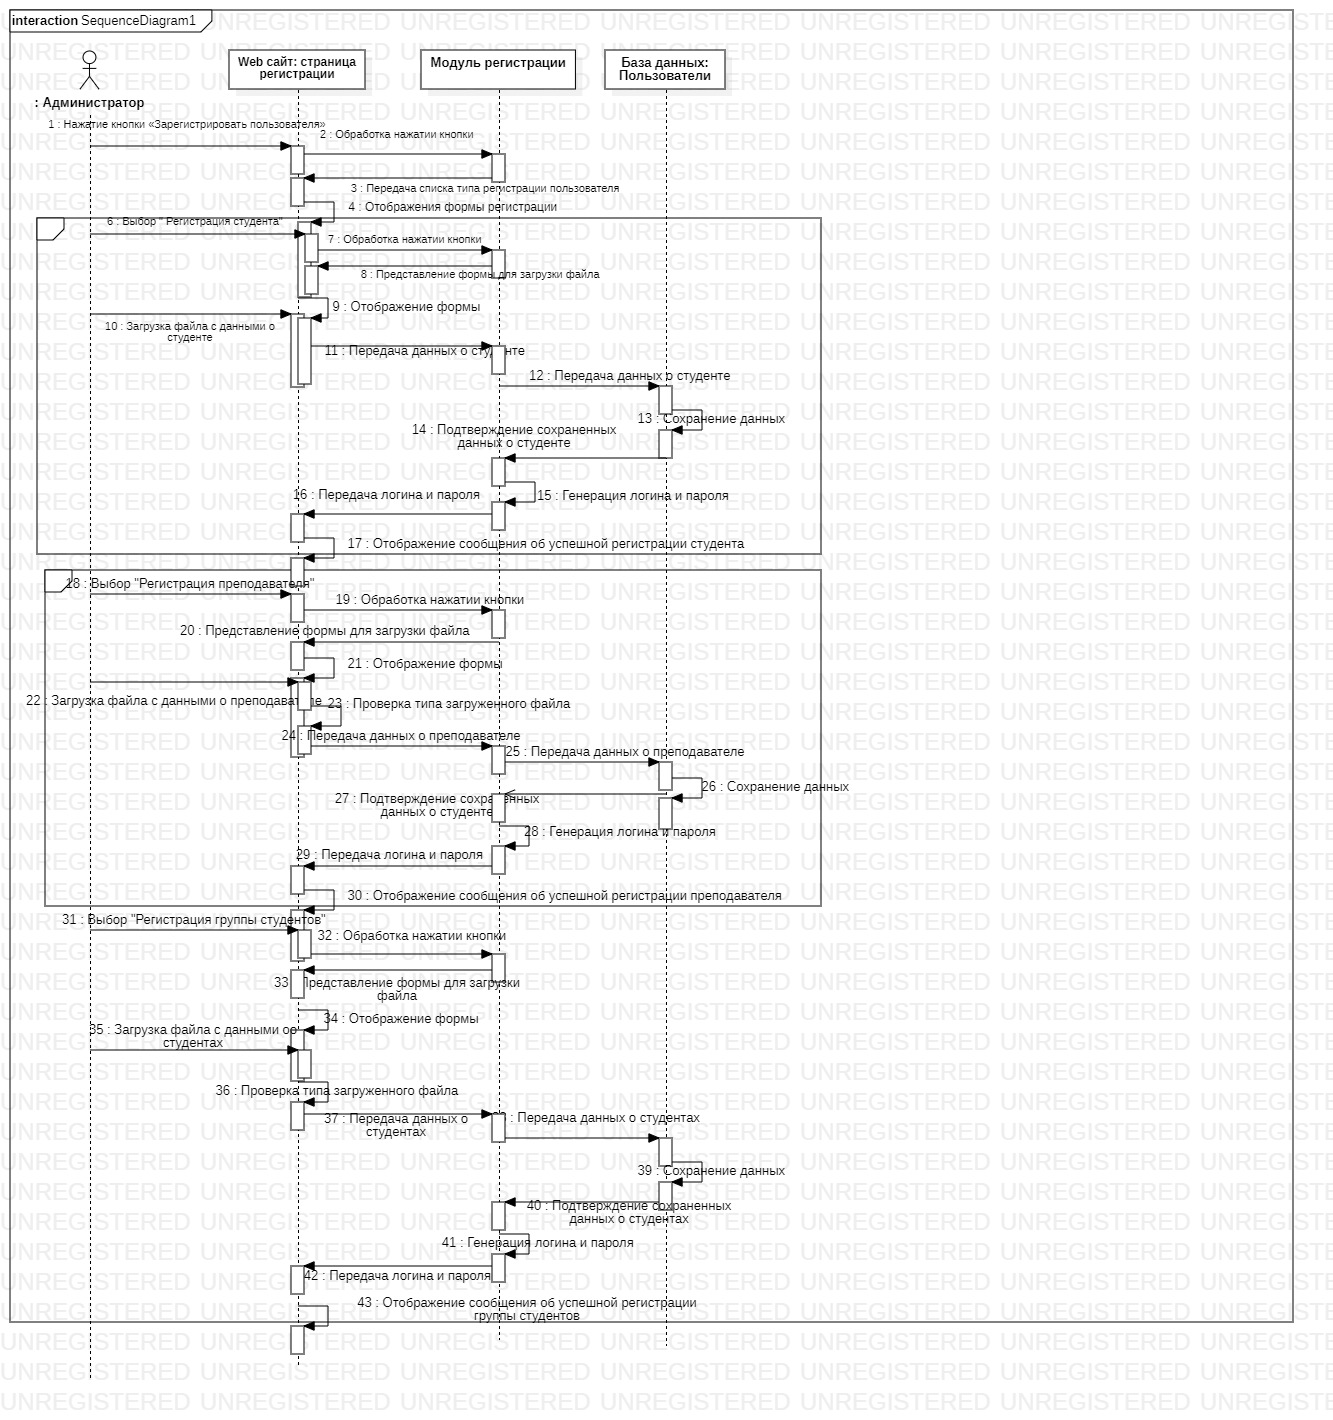 interaction SequenceDiagram1
Web сайт: страница
регистрации
Модуль регистрации
База данных:
Пользователи
: Администратор
1 : Нажатие кнопки «Зарегистрировать пользователя»
2 : Обработка нажатии кнопки
3 : Передача списка типа регистрации пользователя
4 : Отображения формы регистрации
6 : Выбор " Регистрация студента"
7 : Обработка нажатии кнопки
8 : Представление формы для загрузки файла
9 : Отображение формы
10 : Загрузка файла с данными о
студенте
11 : Передача данных о студенте
12 : Передача данных о студенте
13 : Сохранение данных
14 : Подтверждение сохраненных
данных о студенте
15 : Генерация логина и пароля
16 : Передача логина и пароля
17 : Отображение сообщения об успешной регистрации студента
18 : Выбор "Регистрация преподавателя"
19 : Обработка нажатии кнопки
20 : Представление формы для загрузки файла
21 : Отображение формы
22 : Загрузка файла с данными о преподавателе
23 : Проверка типа загруженного файла
24 : Передача данных о преподавателе
25 : Передача данных о преподавателе
26 : Сохранение данных
27 : Подтверждение сохраненных
данных о студенте
28 : Генерация логина и пароля
29 : Передача логина и пароля
30 : Отображение сообщения об успешной регистрации преподавателя
31 : Выбор "Регистрация группы студентов"
32 : Обработка нажатии кнопки
33 : Представление формы для загрузки
файла
34 : Отображение формы
35 : Загрузка файла с данными оо
студентах
36 : Проверка типа загруженного файла
37 : Передача данных о
студентах
: Передача данных о студентах
39 : Сохранение данных
40 : Подтверждение сохраненных
данных о студентах
41 : Генерация логина и пароля
42 : Передача логина и пароля
43 : Отображение сообщения об успешной регистрации
группы студентов
UNREGISTERED